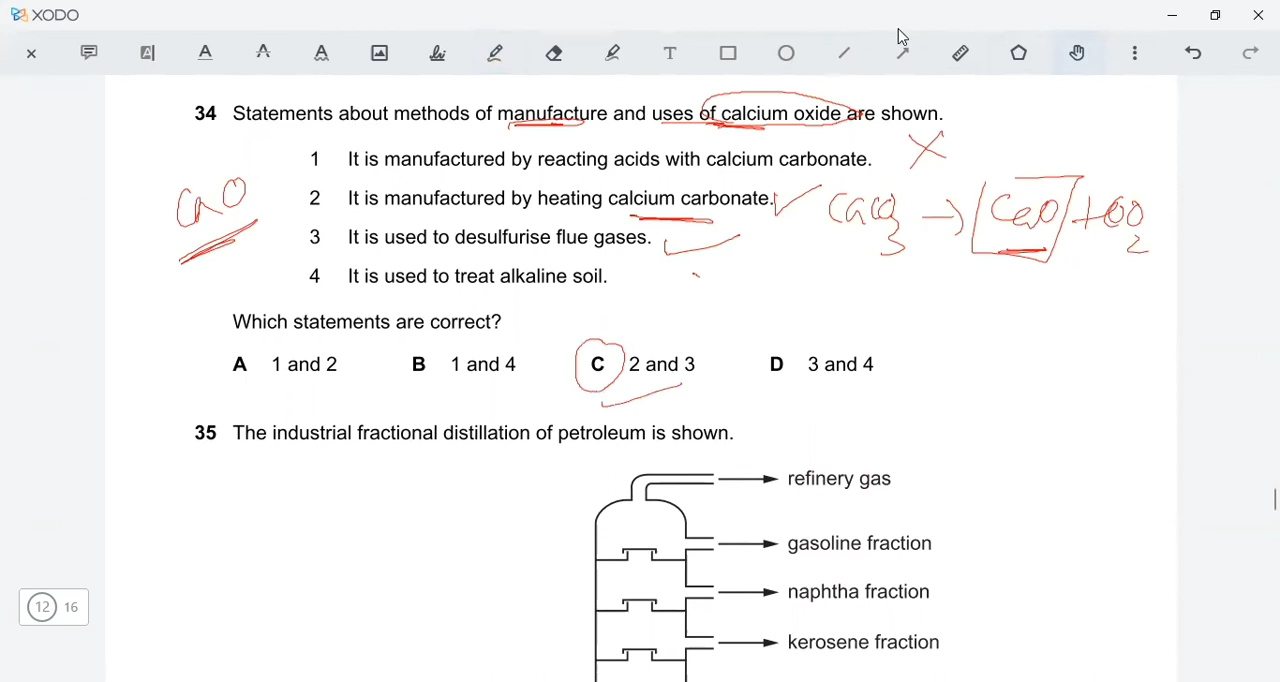 XODO
T
34 Statements about methods of manufacture and uses of calcium oxide are shown.
1 It is manufactured by reacting acids with calcium carbonate.
2 It is manufactured by heating calcium carbonate.
CaO
CaCO3 → CaO + CO2
3 It is used to desulfurise flue gases.
4 It is used to treat alkaline soil.
Which statements are correct?
A 1 and 2 B 1 and 4 C 2 and 3 D 3 and 4
35 The industrial fractional distillation of petroleum is shown.
refinery gas
gasoline fraction
naphtha fraction
12 16
kerosene fraction